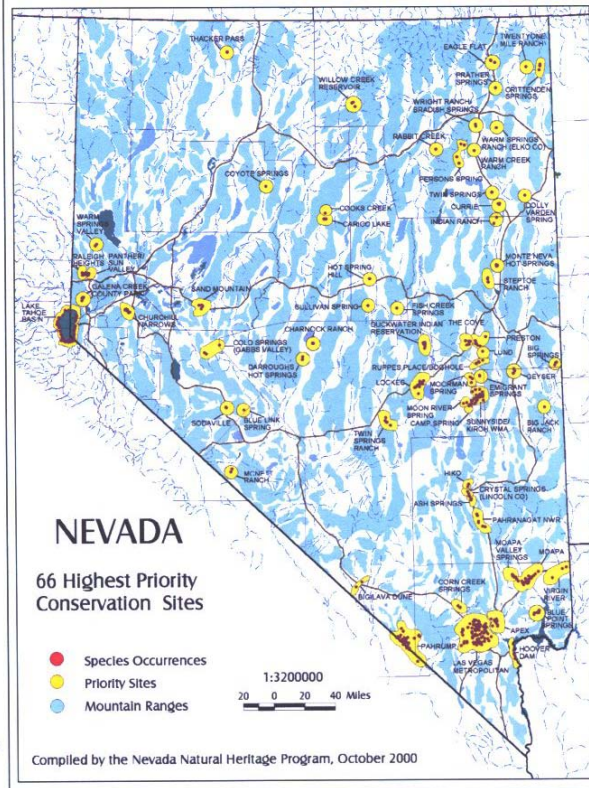 THACKER PASS
EAGLE FLAT
TWENTYONE
MILE RANCH
PRATHER
SPRINGS
CRITTENDEN
SPRINGS
WILLOW CREEK
RESERVOIR
WRIGHT RANCH/
BRADISH SPRINGS
RABBIT CREEK
WARM SPRINGS
RANCH (ELKO CO)
WARM CREEK
RANCH
PERSONS SPRING
COYOTE SPRINGS
TWIN SPRINGS
CURRIE
DOLLY
VARDEN
SPRING
INDIAN RANCH
COOKS CREEK
CARICO LAKE
WARM
SPRINGS
VALLEY
RALEIGH
HEIGHTS
PANTHER/
SUN
VALLEY
MONTE NEVA
HOT SPRINGS
STEPTOE
RANCH
HOT SPRING
HILL
GALENA CREEK
COUNTY PARK
SAND MOUNTAIN
LAKE
TAHOE
BASIN
CHURCHILL
NARROWS
SULLIVAN SPRING
FISH CREEK
SPRINGS
CHARNOCK RANCH
DUCKWATER INDIAN
RESERVATION
THE COVE
PRESTON
COLD SPRINGS
(GABBS VALLEY)
LUND
BIG
SPRINGS
DARROUGHS
HOT SPRINGS
RUPPES PLACE/BOGHOLE
GEYSER
LOCKES
MOORMAN
SPRING
EMIGRANT
SPRINGS
MOON RIVER
SPRING
CAMP SPRING
SUNNYSIDE/
KIRCH WMA
BIG JACK
RANCH
SODAVILLE
BLUE LINK
SPRING
TWIN
SPRINGS
RANCH
MCNETT
RANCH
HIKO
CRYSTAL SPRINGS
(LINCOLN CO)
ASH SPRINGS
PAHRANAGAT NWR
NEVADA
66 Highest Priority
Conservation Sites
MOAPA
VALLEY
SPRINGS
MOAPA
VIRGIN
RIVER
BIG/LAVA DUNE
CORN CREEK
SPRINGS
BLUE
POINT
SPRINGS
APEX
PAHRUMP
LAS VEGAS
METROPOLITAN
HOOVER
DAM
Species Occurrences
Priority Sites
Mountain Ranges
1:3200000
20 0 20 40 Miles
Compiled by the Nevada Natural Heritage Program, October 2000